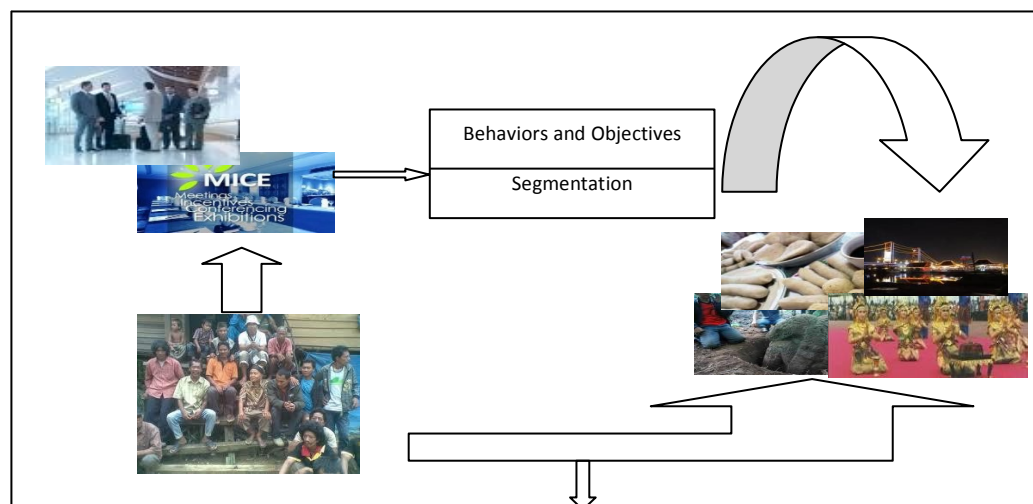 MICE
Meetings
Incentives
Conferencing
Exhibitions
Behaviors and Objectives
Segmentation